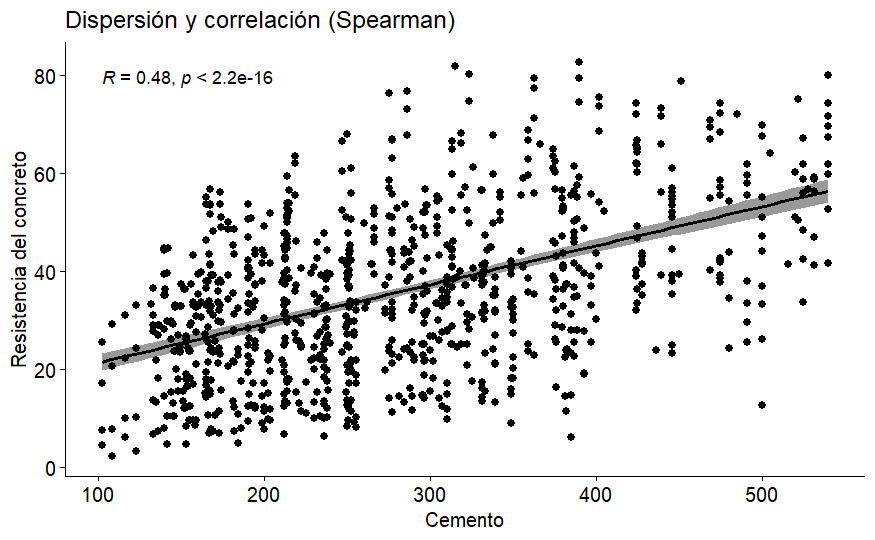 Dispersión y correlación (Spearman)
R = 0.48, p < 2.2e-16
Resistencia del concreto
80
60
40
20
0
100 200 300 400 500
Cemento